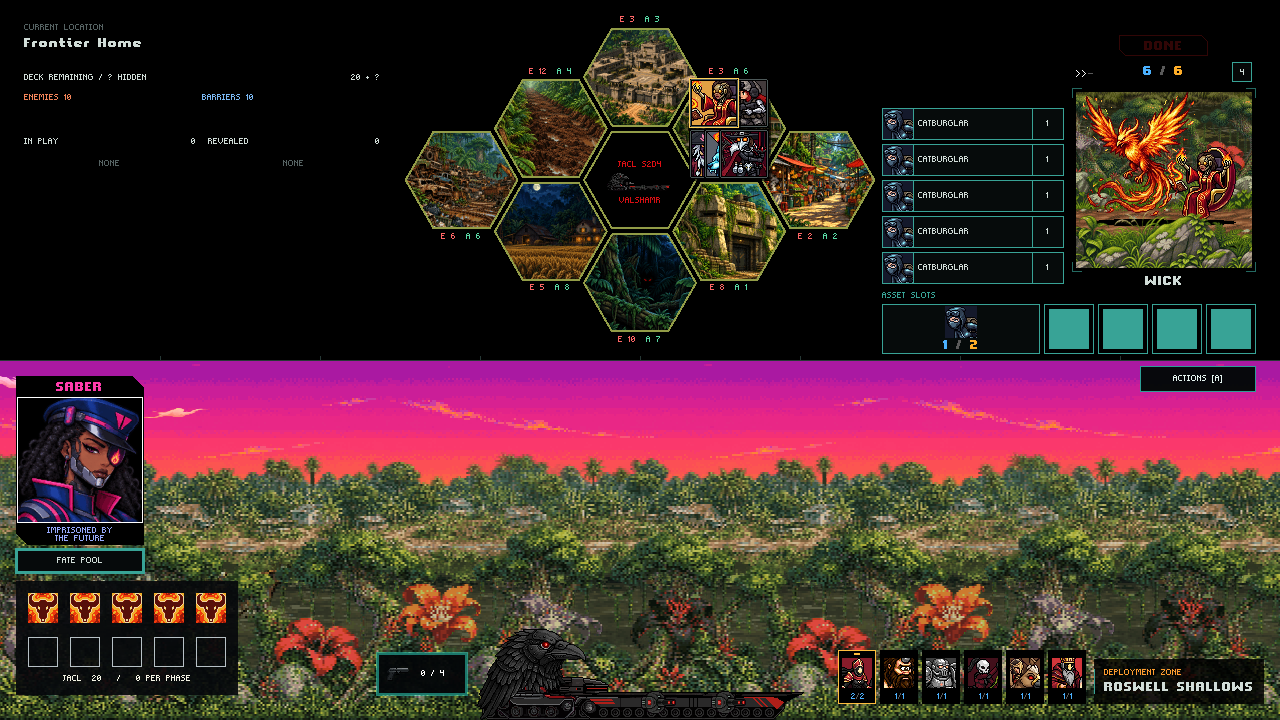 CURRENT LOCATION
Frontier Home
DECK REMAINING / ? HIDDEN 20 + ?
ENEMIES 10 BARRIERS 10
IN PLAY 0 REVEALED 0
NONE NONE
E 3 A 3
E 12 A 4
E 3 A 6
JACL S2D4
VALSHAMR
E 6 A 6
E 2 A 2
E 5 A 8
E 8 A 1
E 10 A 7
DONE
6 / 6
4
CATBURGLAR 1
CATBURGLAR 1
CATBURGLAR 1
CATBURGLAR 1
CATBURGLAR 1
WICK
ASSET SLOTS
1 / 2
ACTIONS [A]
SABER
IMPRISONED BY
THE FUTURE
FATE POOL
JACL 20 / 0 PER PHASE
0 / 4
2/2 1/1 1/1 1/1 1/1 1/1
DEPLOYMENT ZONE
ROSWELL SHALLOWS